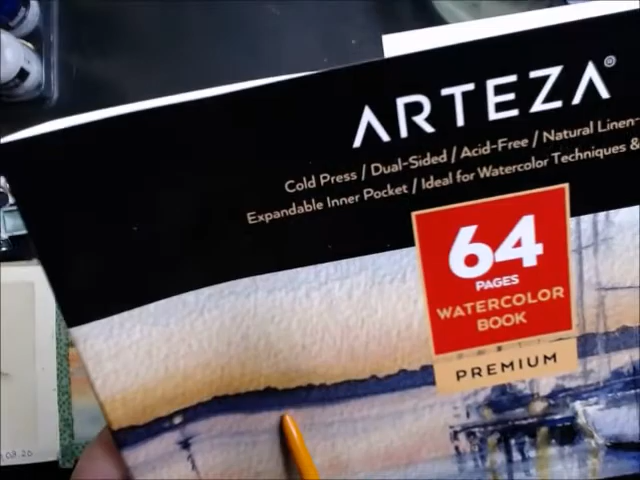 ARTEZA®
Cold Press / Dual-Sided / Acid-Free / Natural Linen-
Expandable Inner Pocket / Ideal for Watercolor Techniques &
64
PAGES
WATERCOLOR
BOOK
PREMIUM